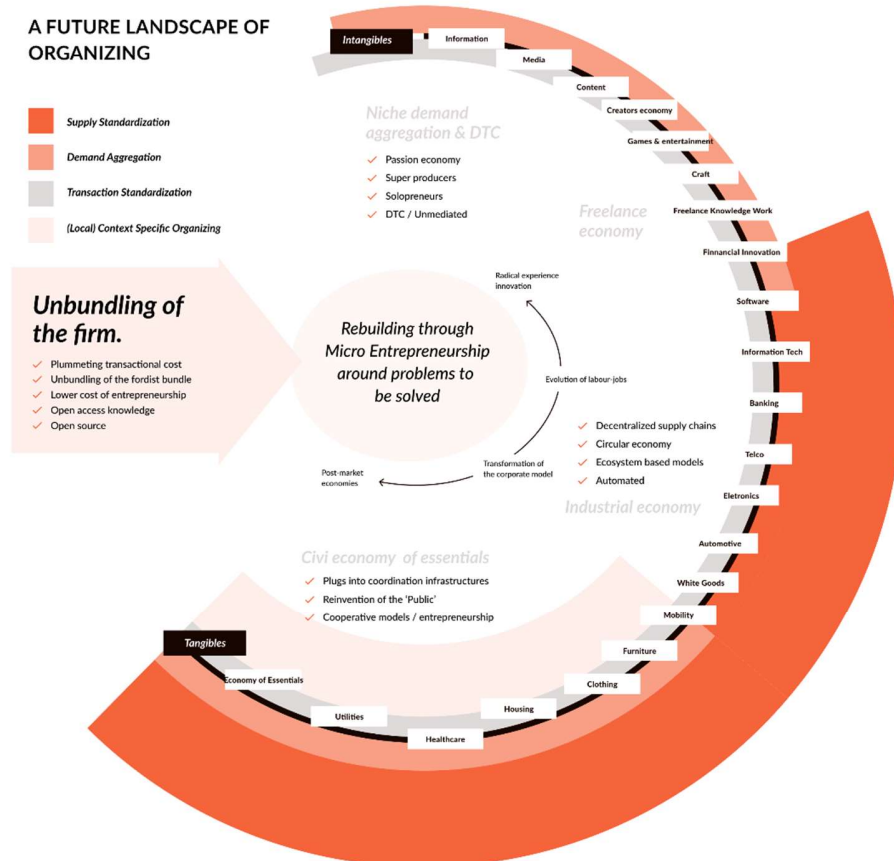 A FUTURE LANDSCAPE OF
ORGANIZING
Supply Standardization
Demand Aggregation
Transaction Standardization
(Local) Context Specific Organizing
Intangibles
Information
Media
Content
Creators economy
Games & entertainment
Craft
Freelance Knowledge Work
Finnancial Innovation
Software
Information Tech
Banking
Telco
Eletronics
Automotive
White Goods
Mobility
Furniture
Clothing
Housing
Healthcare
Utilities
Economy of Essentials
Tangibles
Niche demand
aggregation & DTC
Passion economy
Super producers
Solopreneurs
DTC / Unmediated
Freelance
economy
Unbundling of
the firm.
Plummeting transactional cost
Unbundling of the fordist bundle
Lower cost of entrepreneurship
Open access knowledge
Open source
Rebuilding through
Micro Entrepreneurship
around problems to
be solved
Radical experience
innovation
Evolution of labour-jobs
Transformation of
the corporate model
Post-market
economies
Decentralized supply chains
Circular economy
Ecosystem based models
Automated
Industrial economy
Civi economy of essentials
Plugs into coordination infrastructures
Reinvention of the ‘Public’
Cooperative models / entrepreneurship